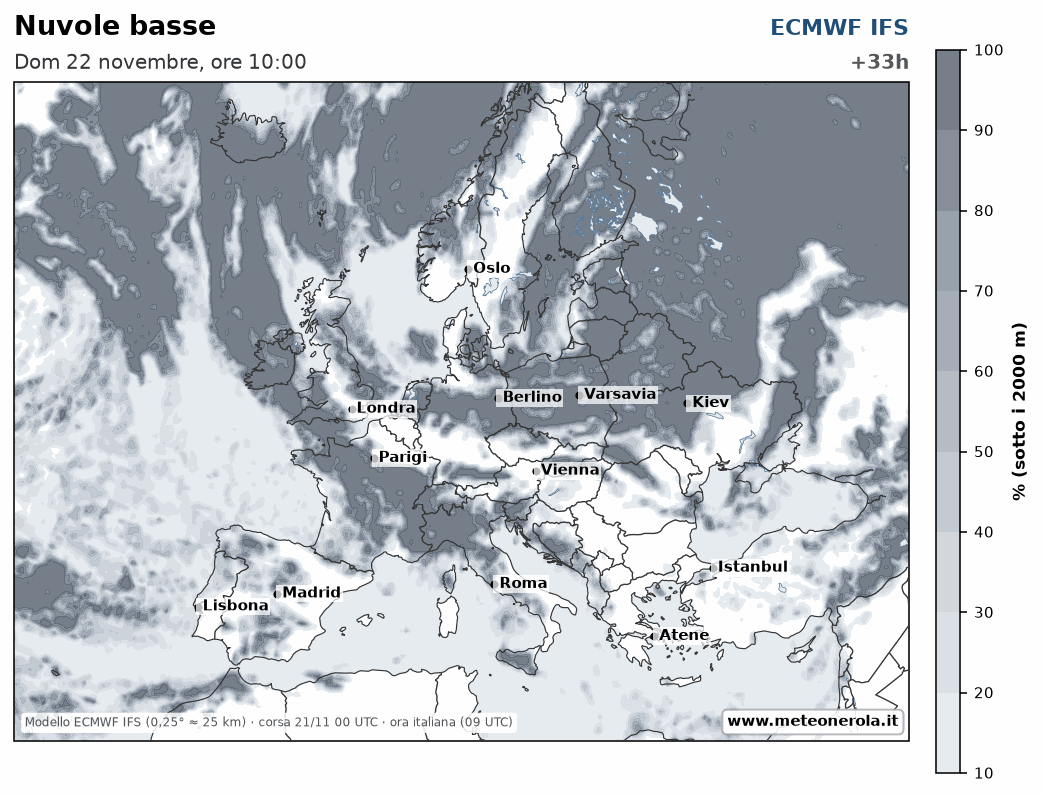 Nuvole basse
ECMWF IFS
Dom 22 novembre, ore 10:00
+33h
100
90
80
70
60
50
40
30
20
10
% (sotto i 2000 m)
Oslo
Londra
Berlino
Varsavia
Kiev
Parigi
Vienna
Istanbul
Roma
Madrid
Lisbona
Atene
Modello ECMWF IFS (0,25° ≈ 25 km) · corsa 21/11 00 UTC · ora italiana (09 UTC)
www.meteonerola.it